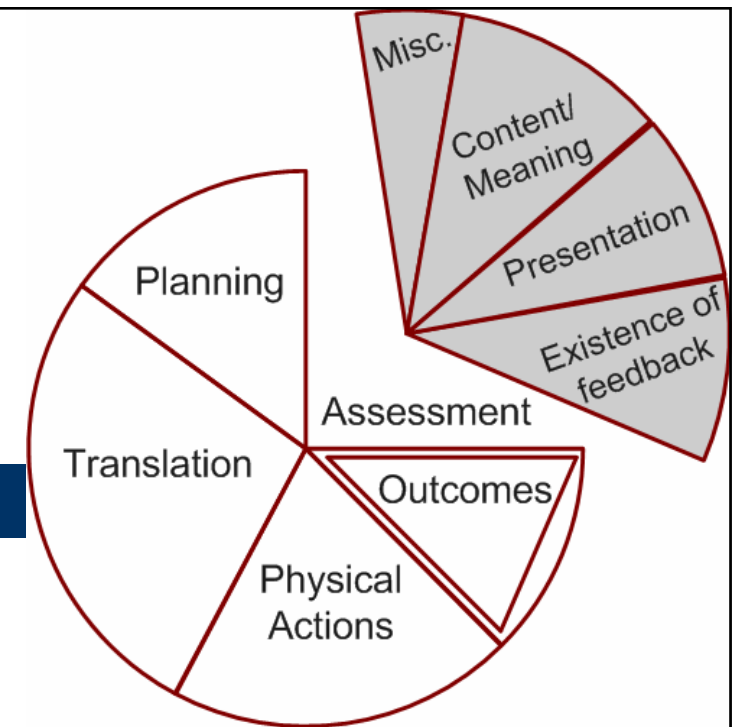 Misc.
Content/
Meaning
Presentation
Existence of
feedback
Planning
Assessment
Translation
Outcomes
Physical
Actions